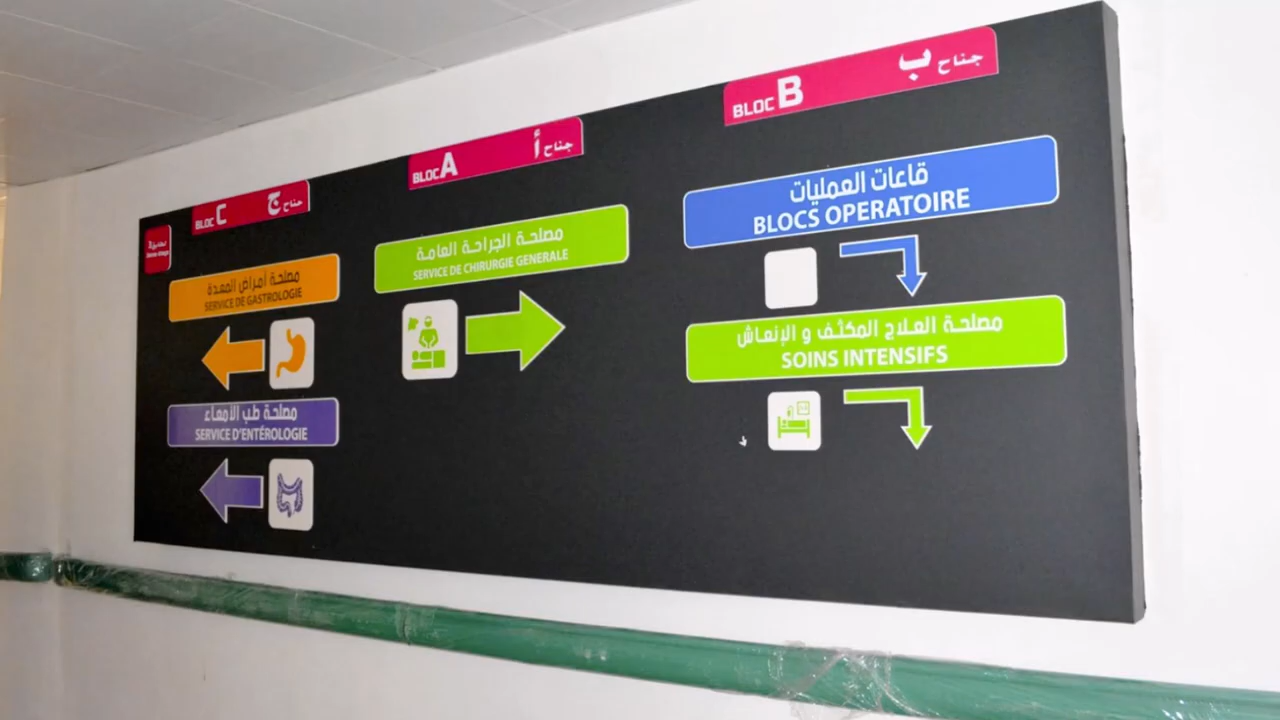 BLOC C جناح ج
مصلحة أمراض المعدة
SERVICE DE GASTROLOGIE
مصلحة طب الأمعاء
SERVICE D'ENTÉROLOGIE
BLOC A جناح أ
مصلحة الجراحة العامة
SERVICE DE CHIRURGIE GENERALE
BLOC B جناح ب
قاعات العمليات
BLOCS OPERATOIRE
مصلحة العلاج المكثف و الإنعاش
SOINS INTENSIFS